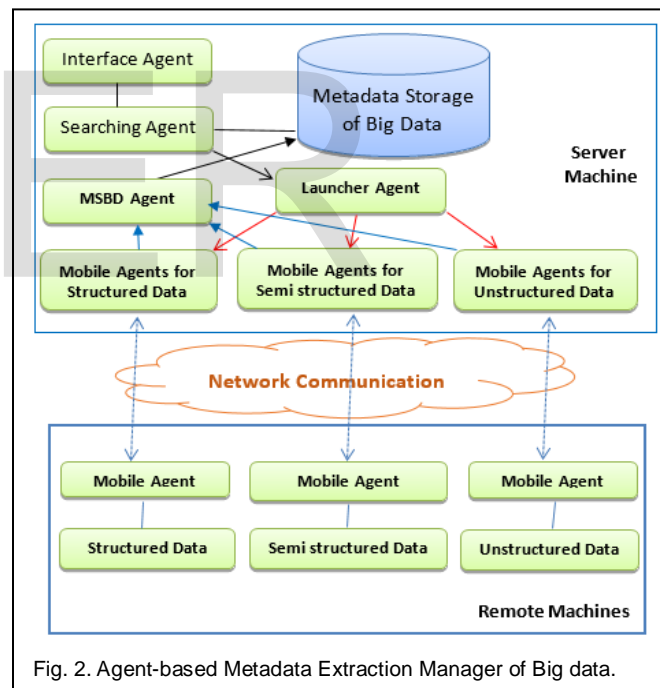 Interface Agent
Searching Agent
Metadata Storage
of Big Data
Server
Machine
MSBD Agent
Launcher Agent
Mobile Agents for
Structured Data
Mobile Agents for
Semi structured Data
Mobile Agents for
Unstructured Data
Network Communication
Mobile Agent
Mobile Agent
Mobile Agent
Structured Data
Semi structured Data
Unstructured Data
Remote Machines
Fig. 2. Agent-based Metadata Extraction Manager of Big data.
ER